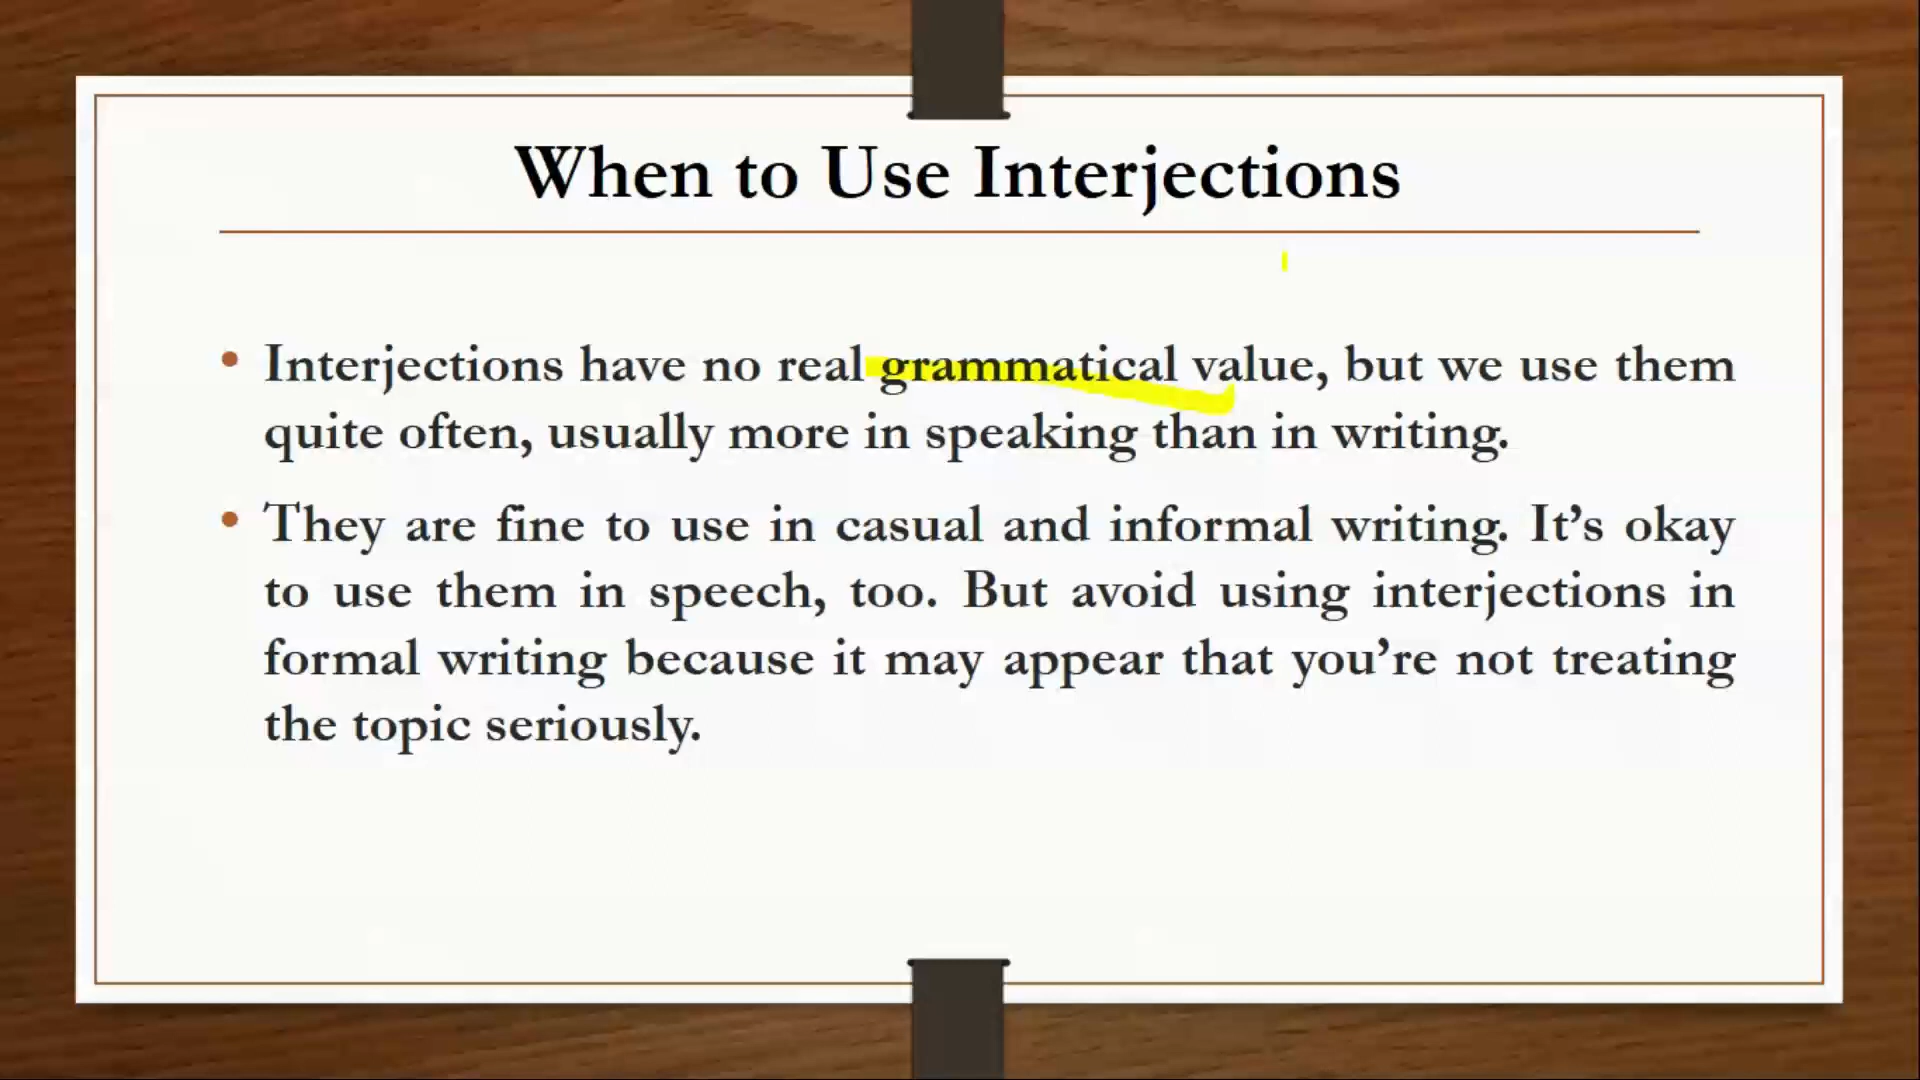 When to Use Interjections
• Interjections have no real grammatical value, but we use them
quite often, usually more in speaking than in writing.
• They are fine to use in casual and informal writing. It’s okay
to use them in speech, too. But avoid using interjections in
formal writing because it may appear that you’re not treating
the topic seriously.